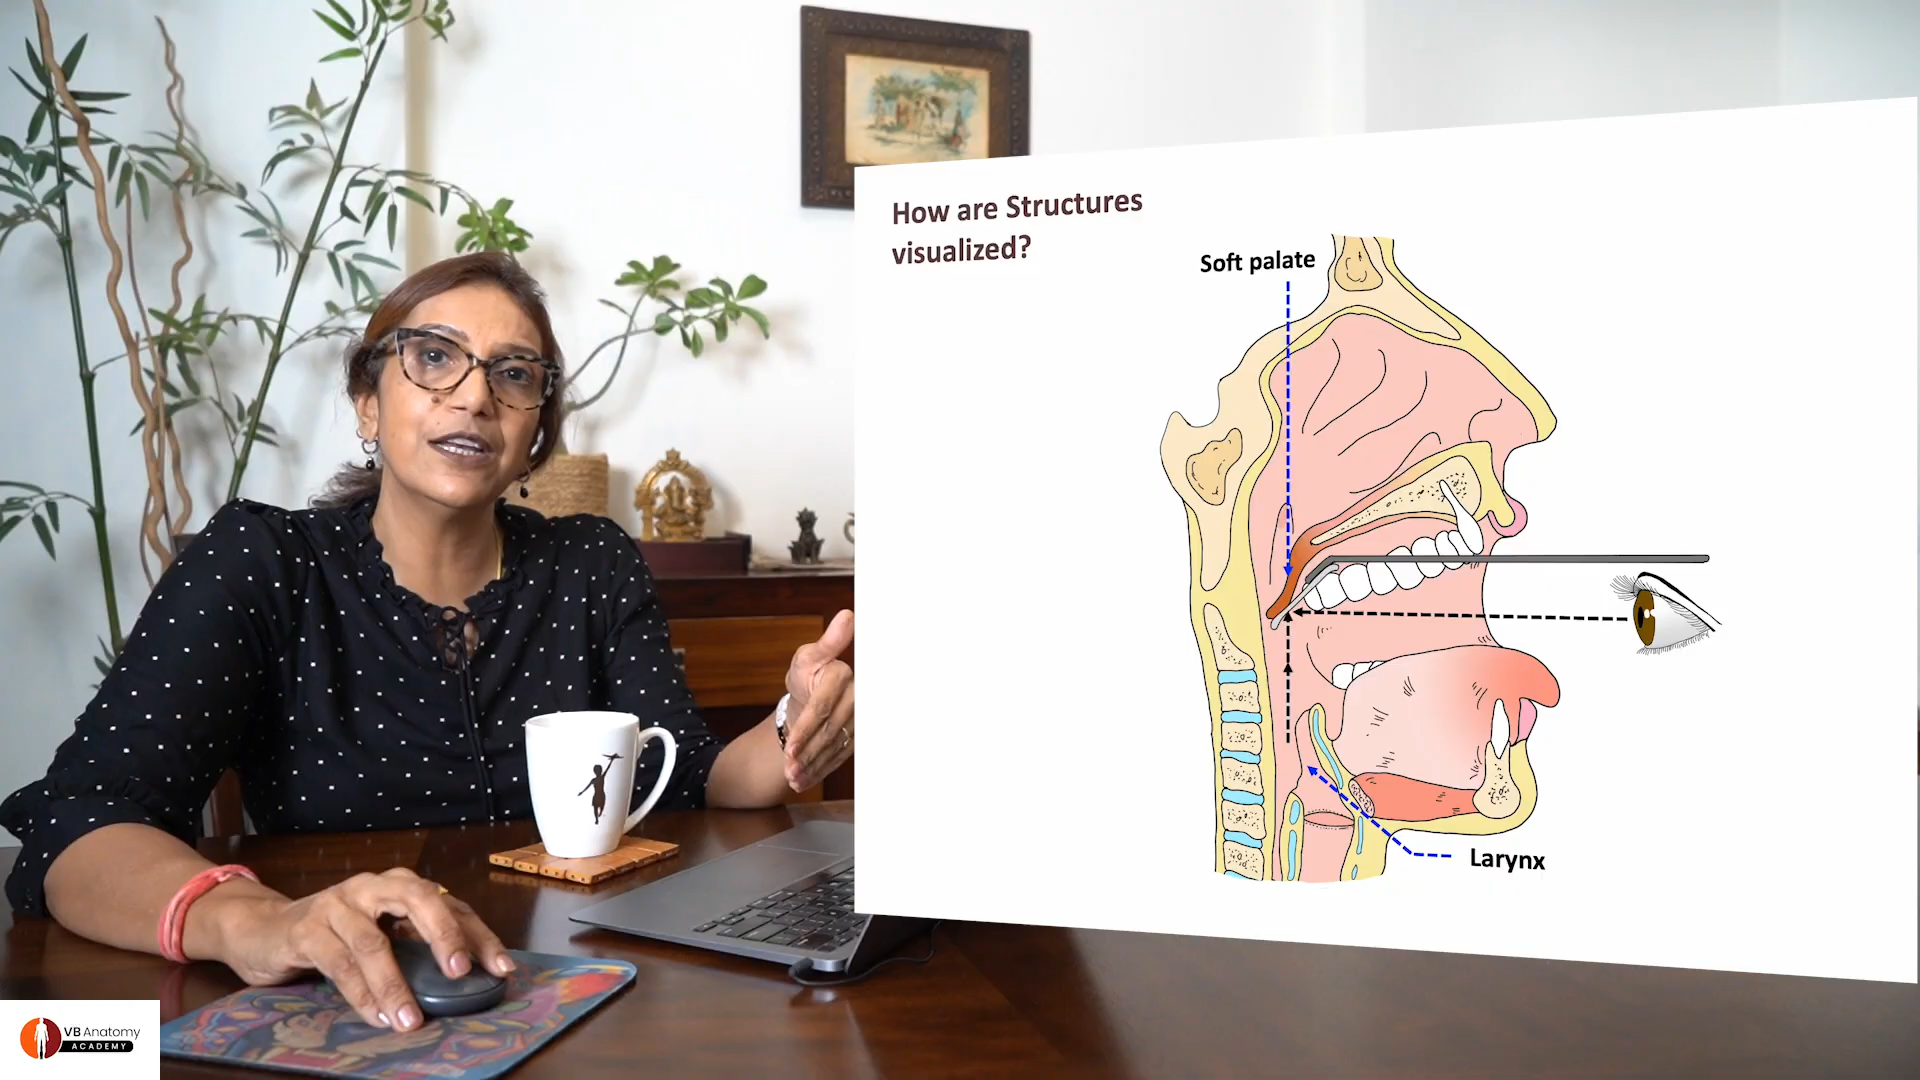 How are Structures
visualized?
Soft palate
Larynx
VB Anatomy
ACADEMY